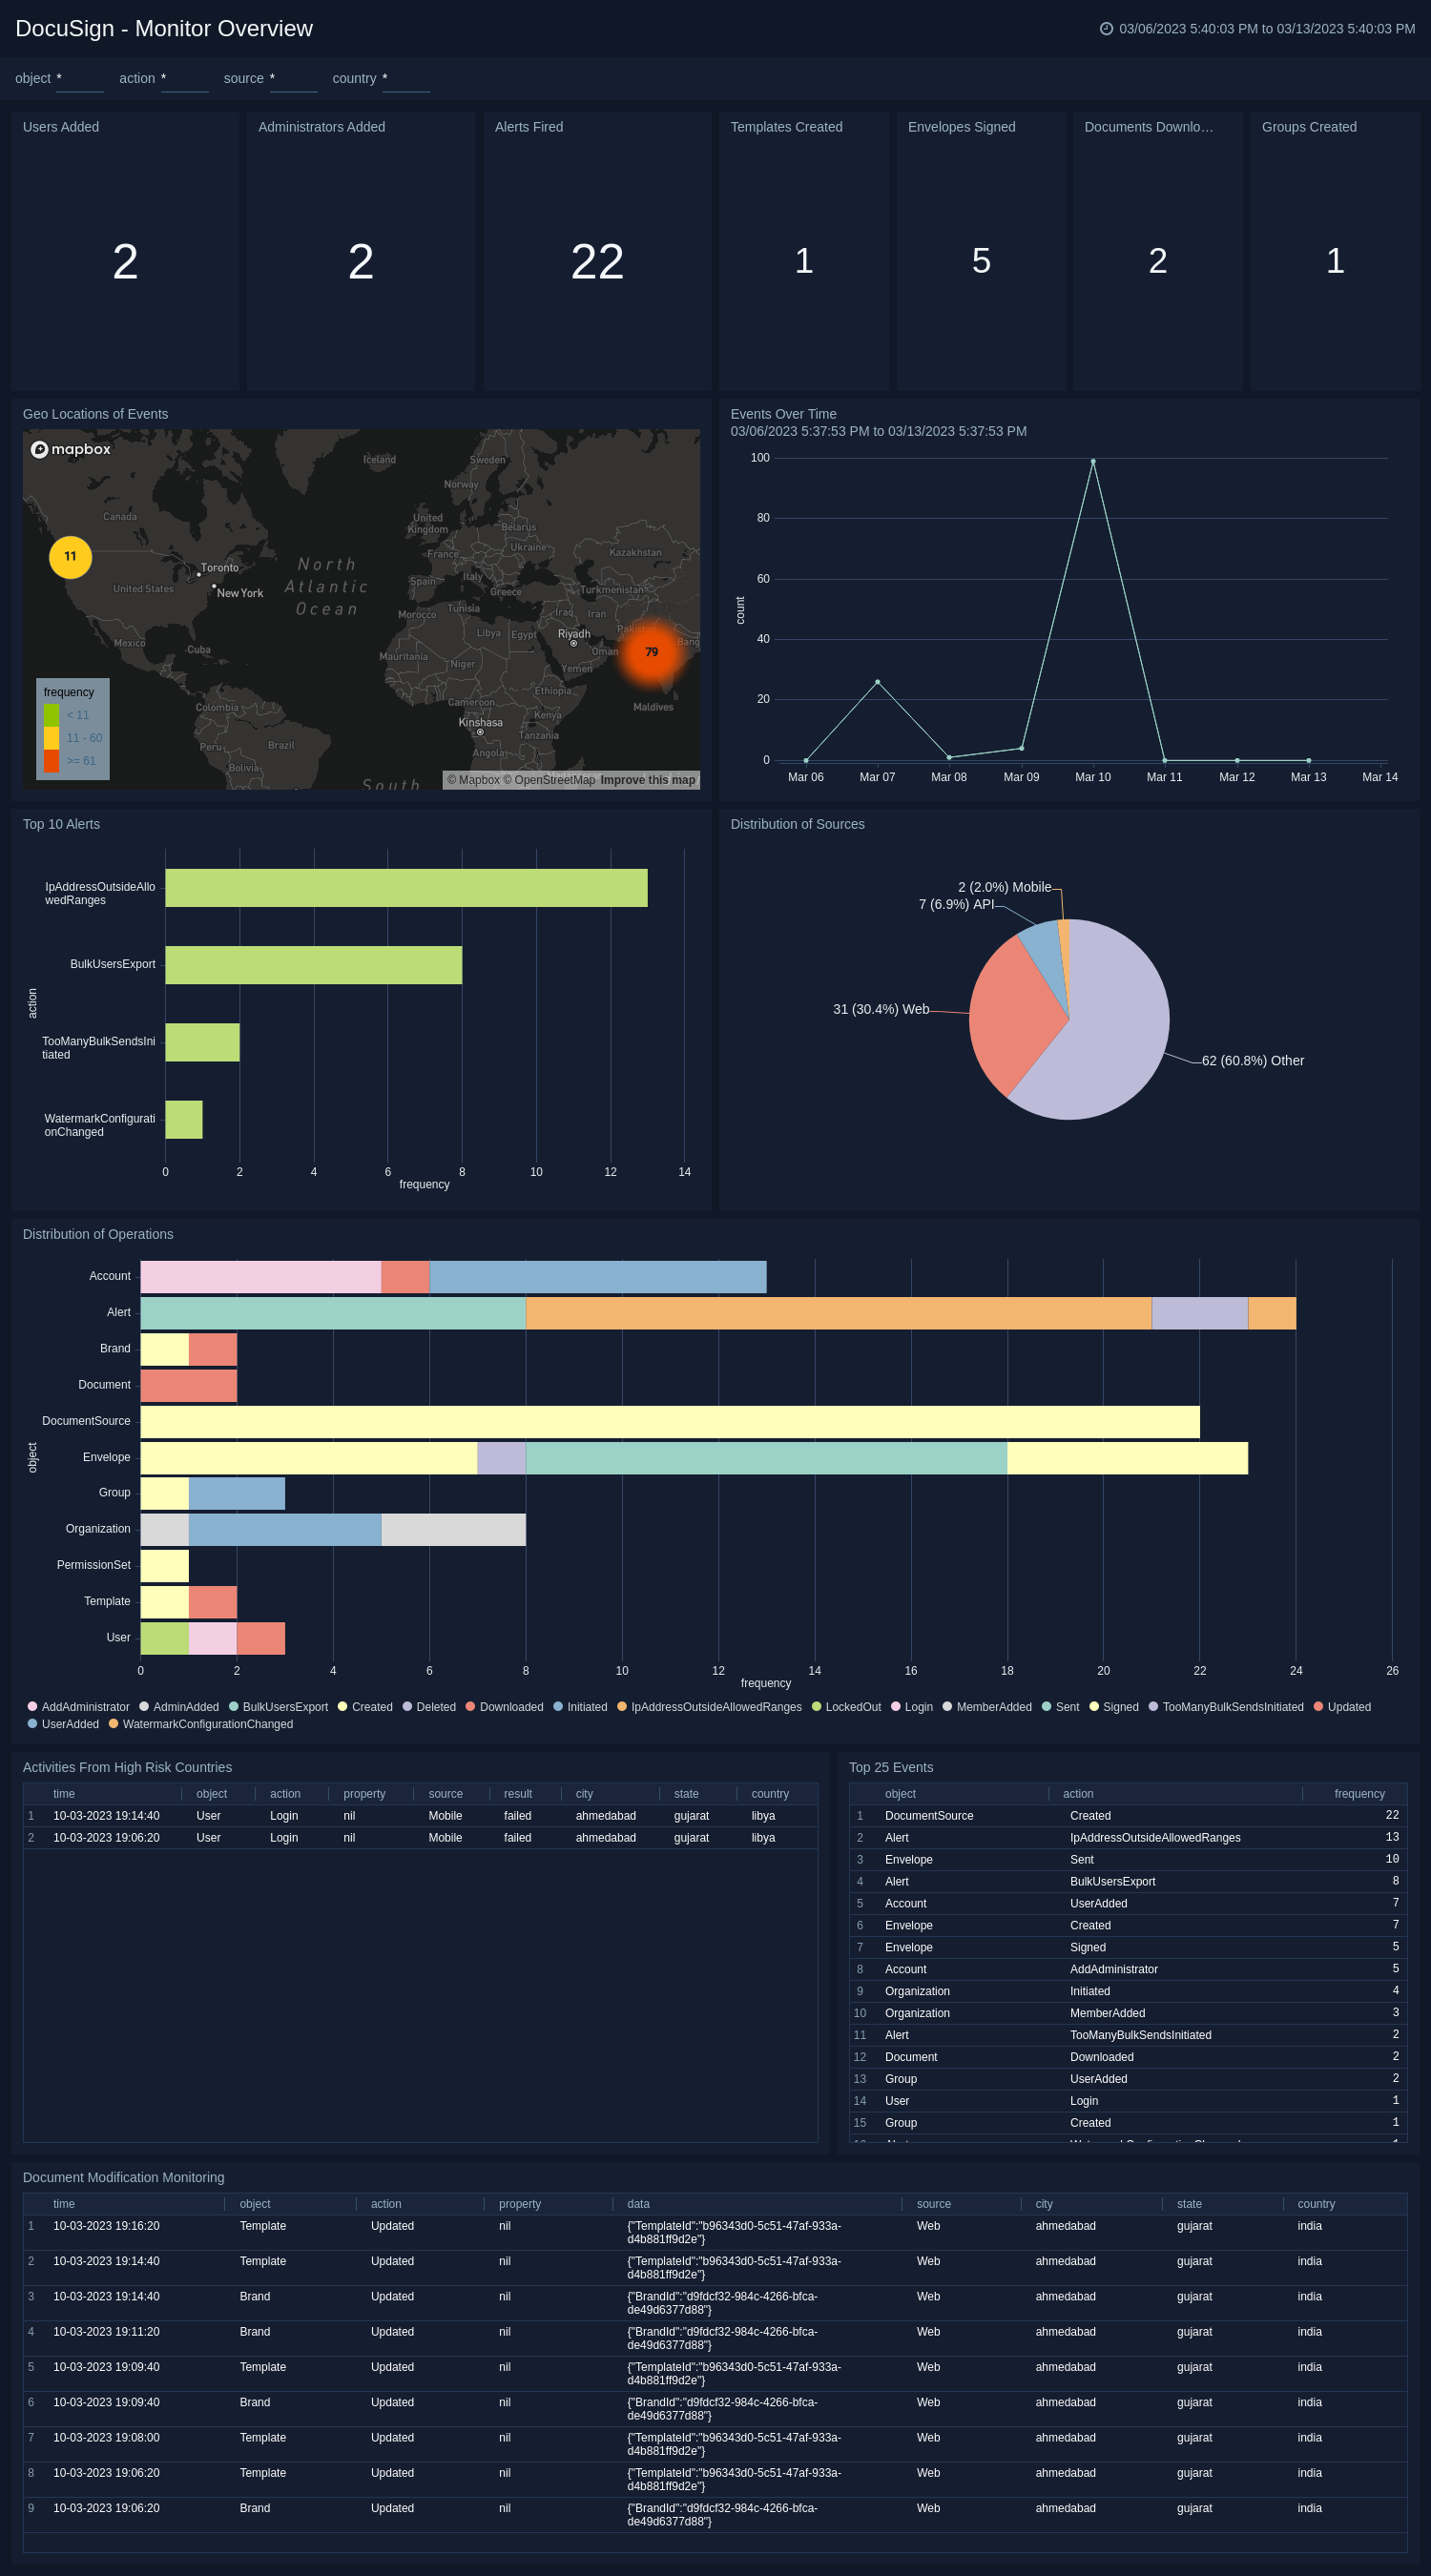 DocuSign - Monitor Overview
03/06/2023 5:40:03 PM to 03/13/2023 5:40:03 PM
object * action * source * country *
Users Added
2
Administrators Added
2
Alerts Fired
22
Templates Created
1
Envelopes Signed
5
Documents Downlo…
2
Groups Created
1
Geo Locations of Events
mapbox
Iceland
Sweden
Norway
Canada
United
Kingdom
Belarus
Ukraine
Kazakhstan
France
11
Toronto
North
Atlantic
Ocean
United States
New York
Spain
Italy
Greece
Turkmenistan
Morocco
Tunisia
Iraq
Iran
Libya
Egypt
Riyadh
Mexico
Cuba
Mauritania
Niger
Oman
79
Yemen
Ethiopia
Maldives
Cameroon
Colombia
Kenya
Kinshasa
Tanzania
Peru
Brazil
Angola
Bolivia
South
frequency
< 11
11 - 60
>= 61
© Mapbox © OpenStreetMap Improve this map
Events Over Time
03/06/2023 5:37:53 PM to 03/13/2023 5:37:53 PM
100
80
60
40
20
0
count
Mar 06 Mar 07 Mar 08 Mar 09 Mar 10 Mar 11 Mar 12 Mar 13 Mar 14
Top 10 Alerts
action
IpAddressOutsideAllo
wedRanges
BulkUsersExport
TooManyBulkSendsIni
tiated
WatermarkConfigurati
onChanged
0 2 4 6 8 10 12 14
frequency
Distribution of Sources
2 (2.0%) Mobile
7 (6.9%) API
31 (30.4%) Web
62 (60.8%) Other
Distribution of Operations
object
Account
Alert
Brand
Document
DocumentSource
Envelope
Group
Organization
PermissionSet
Template
User
0 2 4 6 8 10 12 14 16 18 20 22 24 26
frequency
AddAdministrator AdminAdded BulkUsersExport Created Deleted Downloaded Initiated IpAddressOutsideAllowedRanges LockedOut Login MemberAdded Sent Signed TooManyBulkSendsInitiated Updated
UserAdded WatermarkConfigurationChanged
Activities From High Risk Countries
time object action property source result city state country
1 10-03-2023 19:14:40 User Login nil Mobile failed ahmedabad gujarat libya
2 10-03-2023 19:06:20 User Login nil Mobile failed ahmedabad gujarat libya
Top 25 Events
object action frequency
1 DocumentSource Created 22
2 Alert IpAddressOutsideAllowedRanges 13
3 Envelope Sent 10
4 Alert BulkUsersExport 8
5 Account UserAdded 7
6 Envelope Created 7
7 Envelope Signed 5
8 Account AddAdministrator 5
9 Organization Initiated 4
10 Organization MemberAdded 3
11 Alert TooManyBulkSendsInitiated 2
12 Document Downloaded 2
13 Group UserAdded 2
14 User Login 1
15 Group Created 1
Document Modification Monitoring
time object action property data source city state country
1 10-03-2023 19:16:20 Template Updated nil {"TemplateId":"b96343d0-5c51-47af-933a- Web ahmedabad gujarat india
d4b881ff9d2e"}
2 10-03-2023 19:14:40 Template Updated nil {"TemplateId":"b96343d0-5c51-47af-933a- Web ahmedabad gujarat india
d4b881ff9d2e"}
3 10-03-2023 19:14:40 Brand Updated nil {"BrandId":"d9fdcf32-984c-4266-bfca- Web ahmedabad gujarat india
de49d6377d88"}
4 10-03-2023 19:11:20 Brand Updated nil {"BrandId":"d9fdcf32-984c-4266-bfca- Web ahmedabad gujarat india
de49d6377d88"}
5 10-03-2023 19:09:40 Template Updated nil {"TemplateId":"b96343d0-5c51-47af-933a- Web ahmedabad gujarat india
d4b881ff9d2e"}
6 10-03-2023 19:09:40 Brand Updated nil {"BrandId":"d9fdcf32-984c-4266-bfca- Web ahmedabad gujarat india
de49d6377d88"}
7 10-03-2023 19:08:00 Template Updated nil {"TemplateId":"b96343d0-5c51-47af-933a- Web ahmedabad gujarat india
d4b881ff9d2e"}
8 10-03-2023 19:06:20 Template Updated nil {"TemplateId":"b96343d0-5c51-47af-933a- Web ahmedabad gujarat india
d4b881ff9d2e"}
9 10-03-2023 19:06:20 Brand Updated nil {"BrandId":"d9fdcf32-984c-4266-bfca- Web ahmedabad gujarat india
de49d6377d88"}